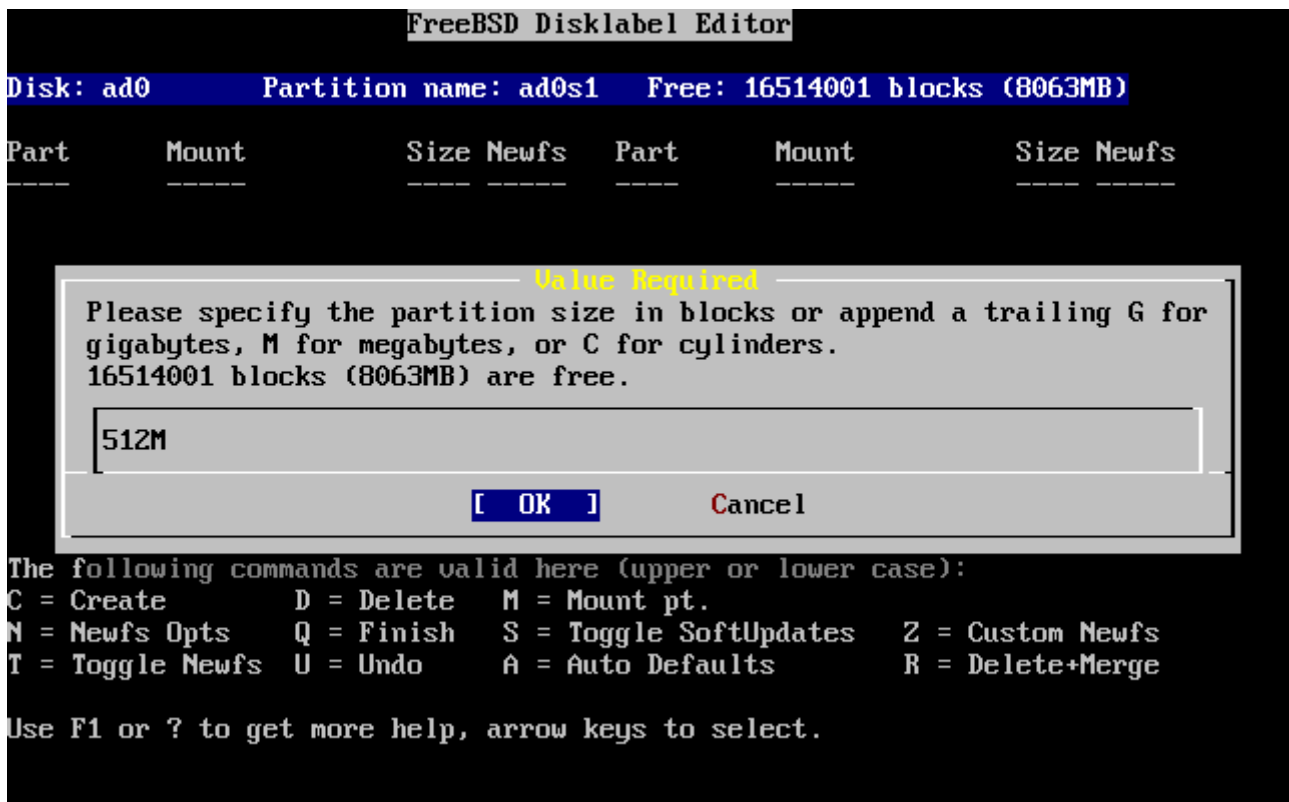 FreeBSD Disklabel Editor
Disk: ad0 Partition name: ad0s1 Free: 16514001 blocks (8063MB)
Part Mount Size Newfs Part Mount Size Newfs
---- ----- ---- ----- ---- ----- ---- -----
Value Required
Please specify the partition size in blocks or append a trailing G for
gigabytes, M for megabytes, or C for cylinders.
16514001 blocks (8063MB) are free.
512M
[ OK ] Cancel
The following commands are valid here (upper or lower case):
C = Create D = Delete M = Mount pt.
N = Newfs Opts Q = Finish S = Toggle SoftUpdates Z = Custom Newfs
T = Toggle Newfs U = Undo A = Auto Defaults R = Delete+Merge
Use F1 or ? to get more help, arrow keys to select.